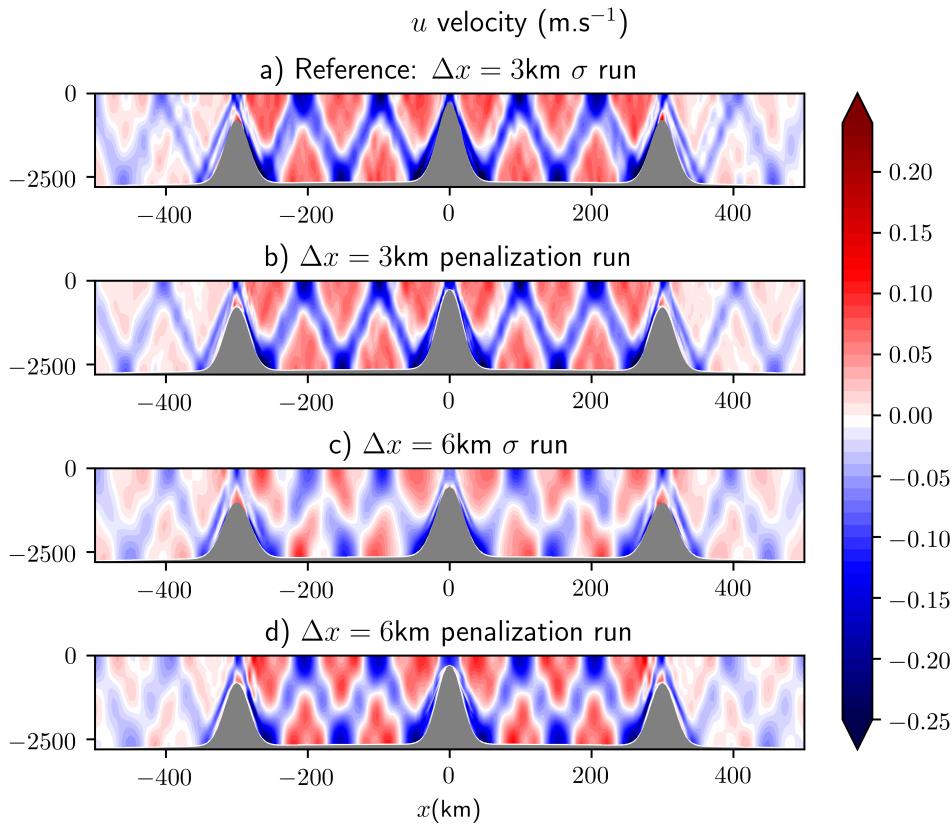 u velocity (m.s⁻¹)
a) Reference: Δx = 3km σ run
0
−2500
−400 −200 0 200 400
b) Δx = 3km penalization run
0
−2500
−400 −200 0 200 400
c) Δx = 6km σ run
0
−2500
−400 −200 0 200 400
d) Δx = 6km penalization run
0
−2500
−400 −200 0 200 400
x(km)
0.20
0.15
0.10
0.05
0.00
−0.05
−0.10
−0.15
−0.20
−0.25